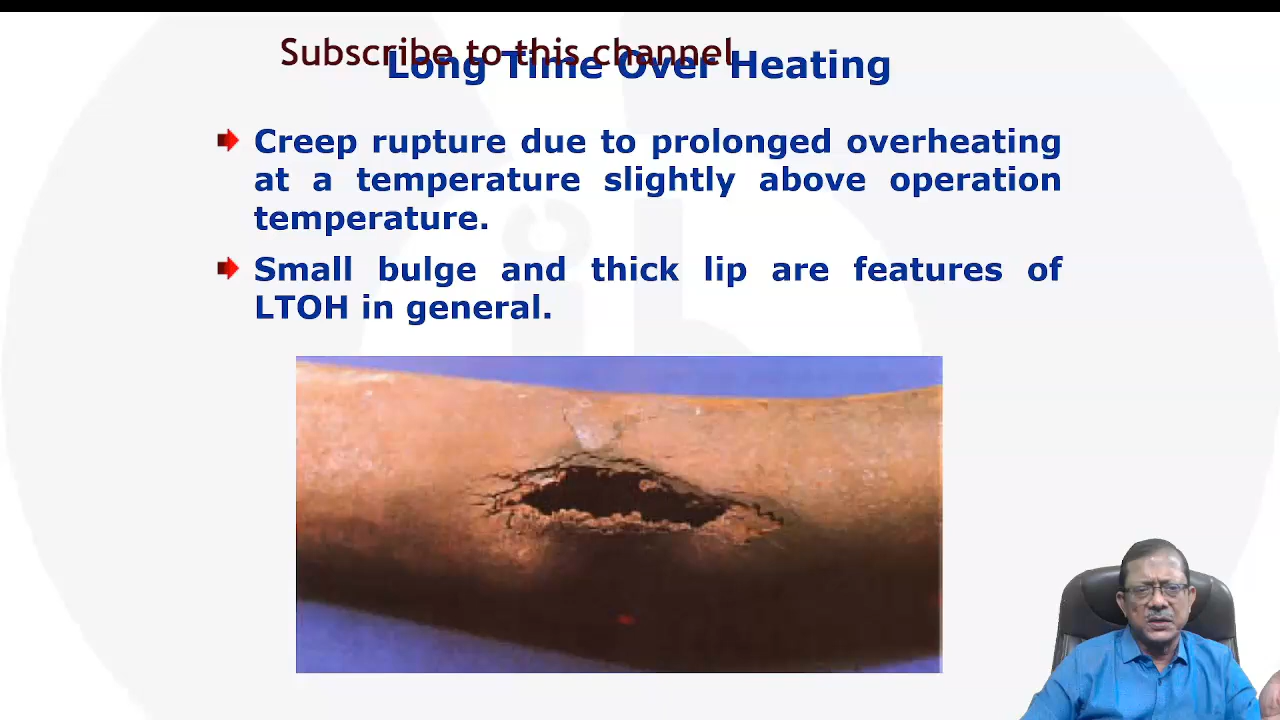 Subscribe to this channel
Long Time Over Heating
Creep rupture due to prolonged overheating
at a temperature slightly above operation
temperature.
Small bulge and thick lip are features of
LTOH in general.